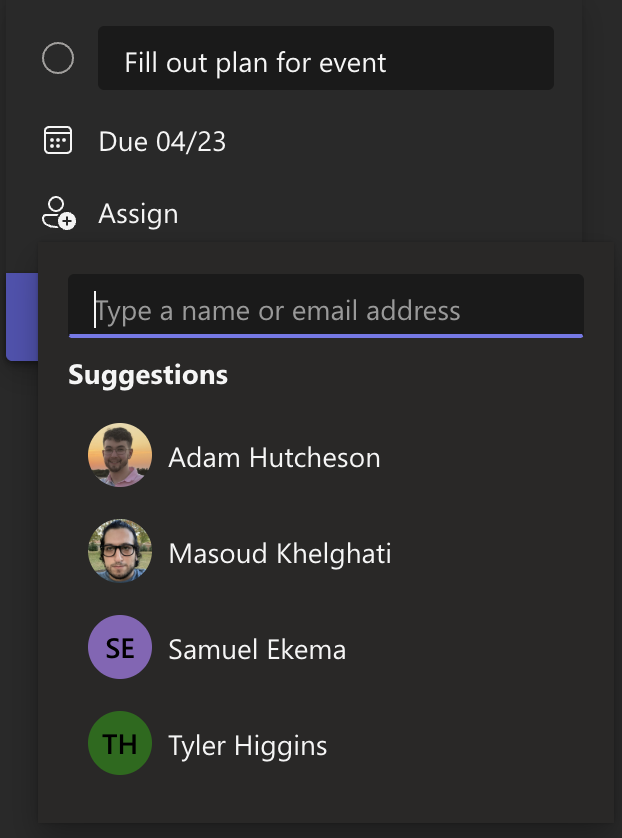 Fill out plan for event
Due 04/23
Assign
Type a name or email address
Suggestions
Adam Hutcheson
Masoud Khelghati
SE
Samuel Ekema
TH
Tyler Higgins